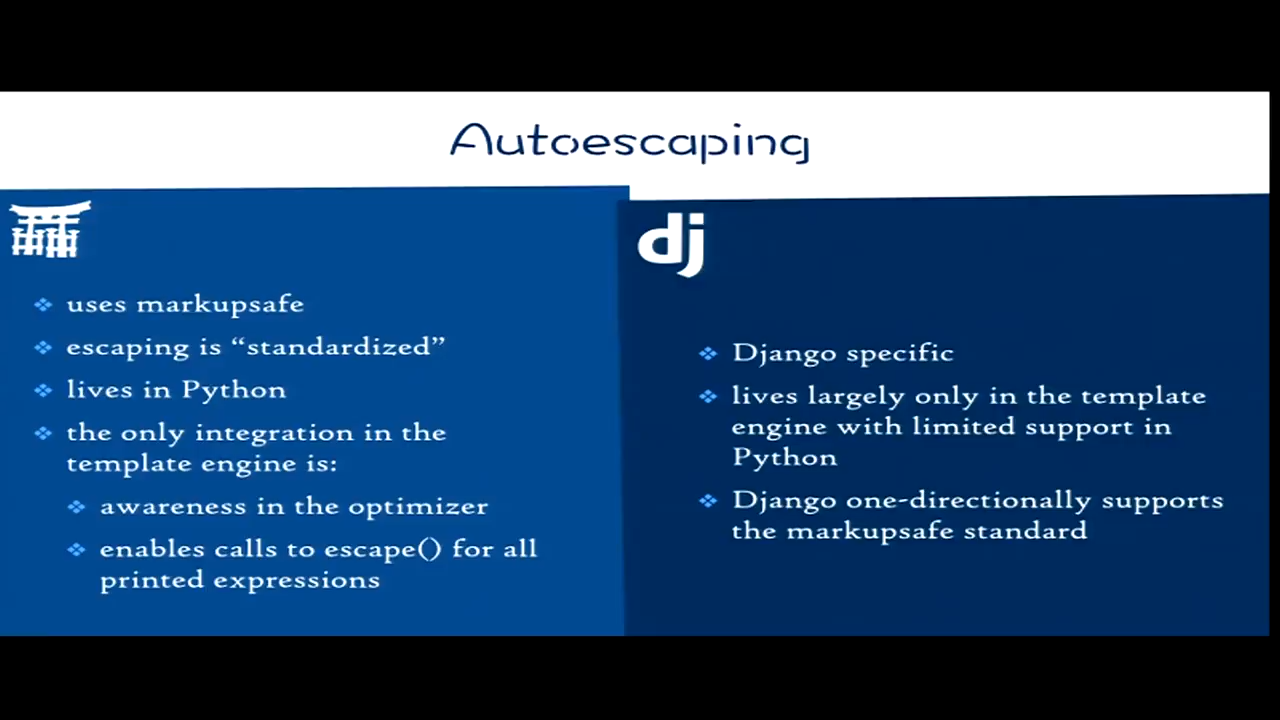 Autoescaping
uses markupsafe
escaping is “standardized”
lives in Python
the only integration in the
template engine is:
awareness in the optimizer
enables calls to escape() for all
printed expressions
dj
Django specific
lives largely only in the template
engine with limited support in
Python
Django one-directionally supports
the markupsafe standard